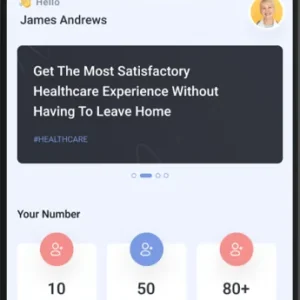 Hello
James Andrews
Get The Most Satisfactory
Healthcare Experience Without
Having To Leave Home
#HEALTHCARE
Your Number
10
50
80+